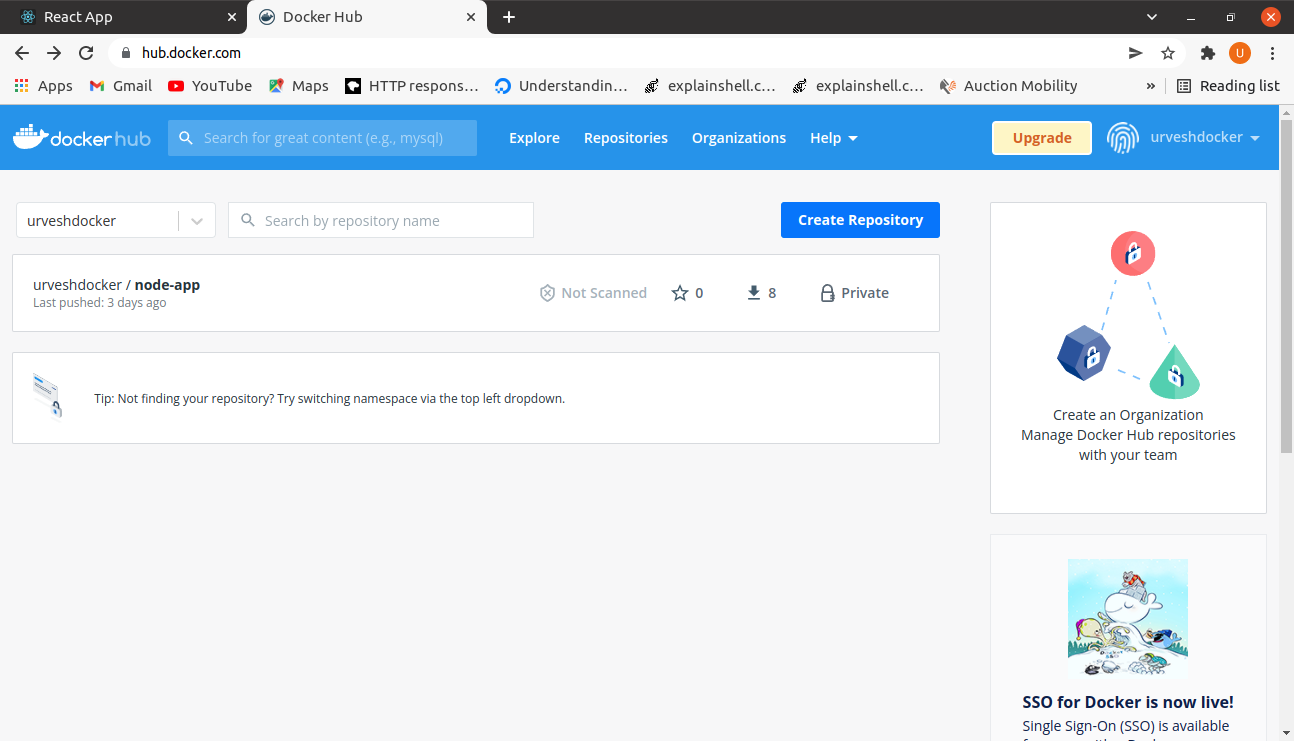 React App
Docker Hub
hub.docker.com
U
Apps
Gmail
YouTube
Maps
HTTP respons...
Understandin...
explainshell.c...
explainshell.c...
Auction Mobility
»
Reading list
docker hub
Search for great content (e.g., mysql)
Explore
Repositories
Organizations
Help
Upgrade
urveshdocker
urveshdocker
Search by repository name
Create Repository
urveshdocker / node-app
Last pushed: 3 days ago
Not Scanned
0
8
Private
Tip: Not finding your repository? Try switching namespace via the top left dropdown.
Create an Organization
Manage Docker Hub repositories
with your team
SSO for Docker is now live!
Single Sign-On (SSO) is available